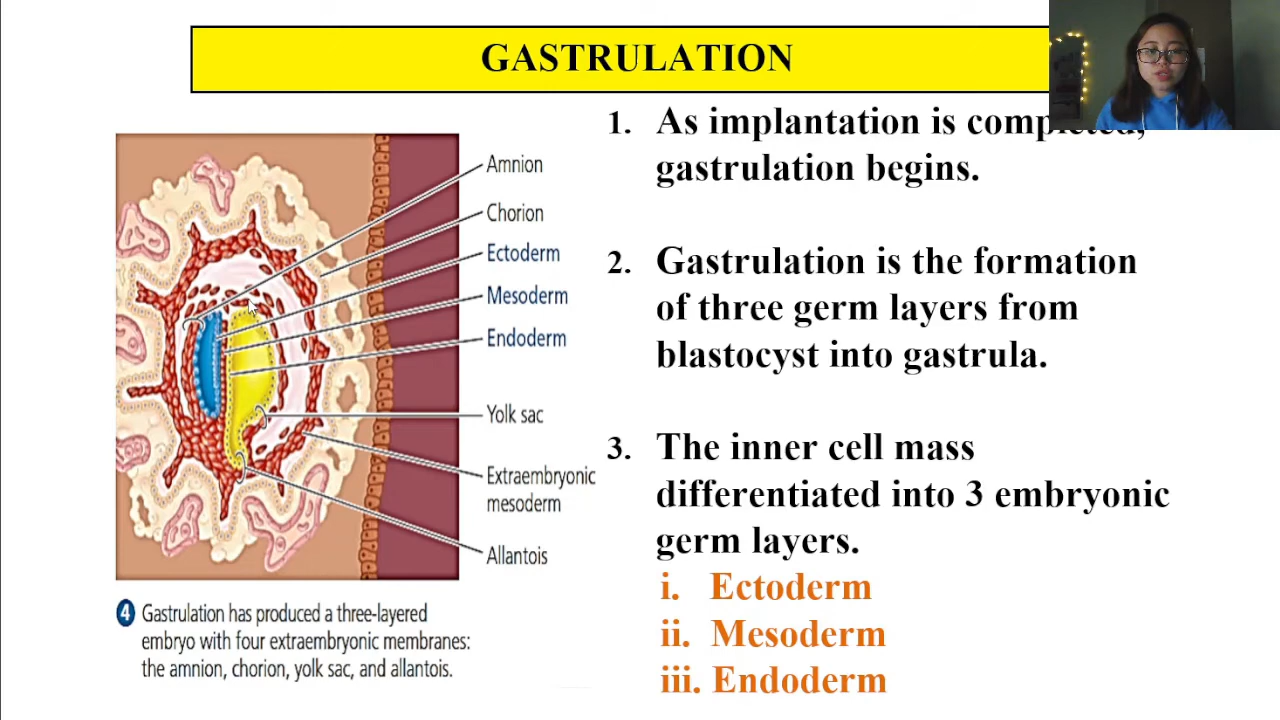 GASTRULATION
1. As implantation is completed,
gastrulation begins.
2. Gastrulation is the formation
of three germ layers from
blastocyst into gastrula.
3. The inner cell mass
differentiated into 3 embryonic
germ layers.
i. Ectoderm
ii. Mesoderm
iii. Endoderm
Amnion
Chorion
Ectoderm
Mesoderm
Endoderm
Yolk sac
Extraembryonic
mesoderm
Allantois
4 Gastrulation has produced a three-layered
embryo with four extraembryonic membranes:
the amnion, chorion, yolk sac, and allantois.